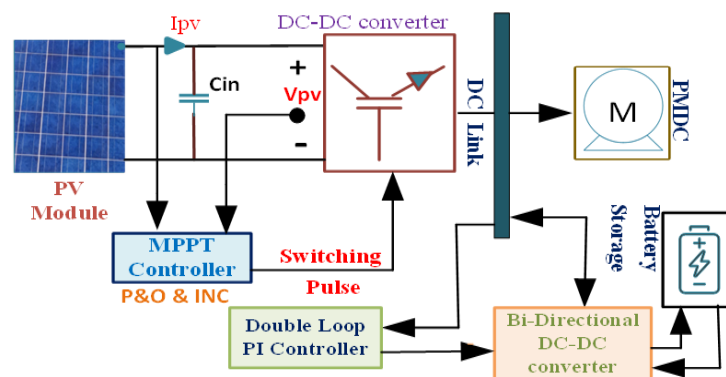 Ipv
DC-DC converter
Cin
+
Vpv
-
DC Link
M
PMDC
PV
Module
MPPT
Controller
P&O & INC
Switching
Pulse
Battery
Storage
Double Loop
PI Controller
Bi-Directional
DC-DC
converter